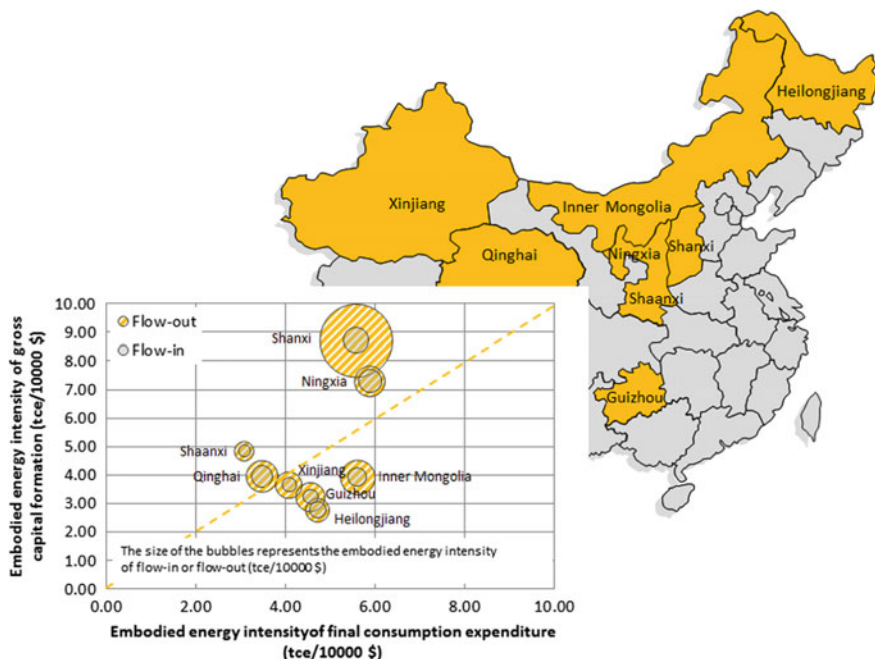 Heilongjiang
Xinjiang
Inner Mongolia
Qinghai
Ningxia
Shanxi
Shaanxi
Guizhou
Embodied energy intensity of gross
capital formation (tce/10000 $)
10.00
9.00
8.00
7.00
6.00
5.00
4.00
3.00
2.00
1.00
0.00
Flow-out
Flow-in
Shanxi
Ningxia
Shaanxi
Qinghai
Xinjiang
Inner Mongolia
Guizhou
Heilongjiang
The size of the bubbles represents the embodied energy intensity
of flow-in or flow-out (tce/10000 $)
0.00 2.00 4.00 6.00 8.00 10.00
Embodied energy intensityof final consumption expenditure
(tce/10000 $)